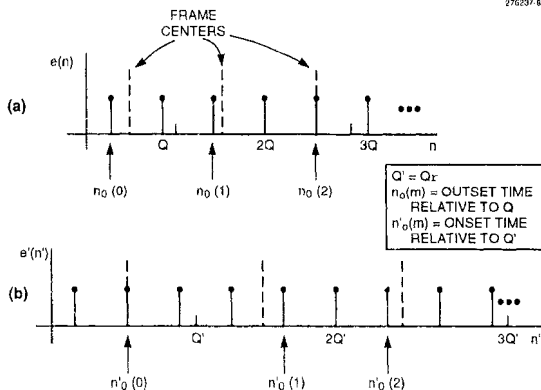 276237-6
FRAME
CENTERS
e(n)
(a)
Q 2Q 3Q n
n₀ (0) n₀ (1) n₀ (2)
Q' = Qr
n₀(m) = OUTSET TIME
RELATIVE TO Q
n'₀(m) = ONSET TIME
RELATIVE TO Q'
e'(n')
(b)
Q' 2Q' 3Q' n'
n'₀ (0) n'₀ (1) n'₀ (2)